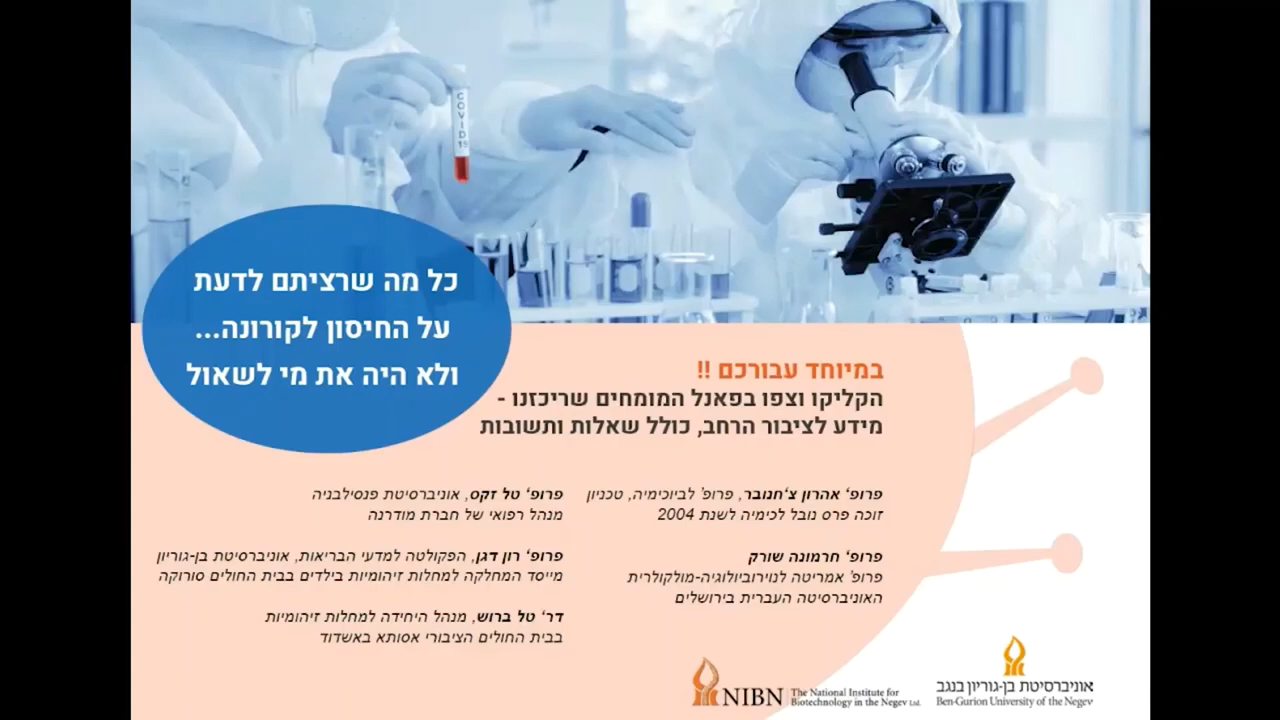 COVID 19
כל מה שרציתם לדעת
על החיסון לקורונה...
ולא היה את מי לשאול
במיוחד עבורכם !!
הקליקו וצפו בפאנל המומחים שריכזנו -
מידע לציבור הרחב, כולל שאלות ותשובות
פרופ' אהרון צ'חנובר, פרופ' לביוכימיה, טכניון
זוכה פרס נובל לכימיה לשנת 2004
פרופ' חרמונה שורק
פרופ' אמריטה לנוירוביולוגיה-מולקולרית
האוניברסיטה העברית בירושלים
פרופ' טל זקס, אוניברסיטת פנסילבניה
מנהל רפואי של חברת מודרנה
פרופ' רון דגן, הפקולטה למדעי הבריאות, אוניברסיטת בן-גוריון
מייסד המחלקה למחלות זיהומיות בילדים בבית החולים סורוקה
דר' טל ברוש, מנהל היחידה למחלות זיהומיות
בבית החולים הציבורי אסותא באשדוד
NIBN
The National Institute for
Biotechnology in the Negev Ltd.
אוניברסיטת בן-גוריון בנגב
Ben-Gurion University of the Negev